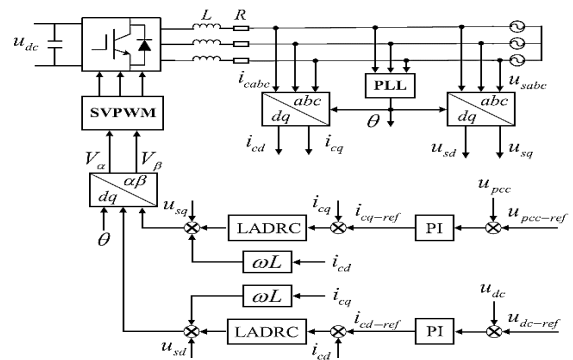 L R
u_dc
i_cabc
PLL
u_sabc
SVPWM
abc abc
dq θ dq
i_cd i_cq u_sd u_sq
V_α V_β
αβ
dq
θ
u_sq i_cq u_pcc
LADRC i_cq-ref PI u_pcc-ref
ωL i_cd
ωL i_cq
u_dc
LADRC i_cd-ref PI u_dc-ref
u_sd i_cd